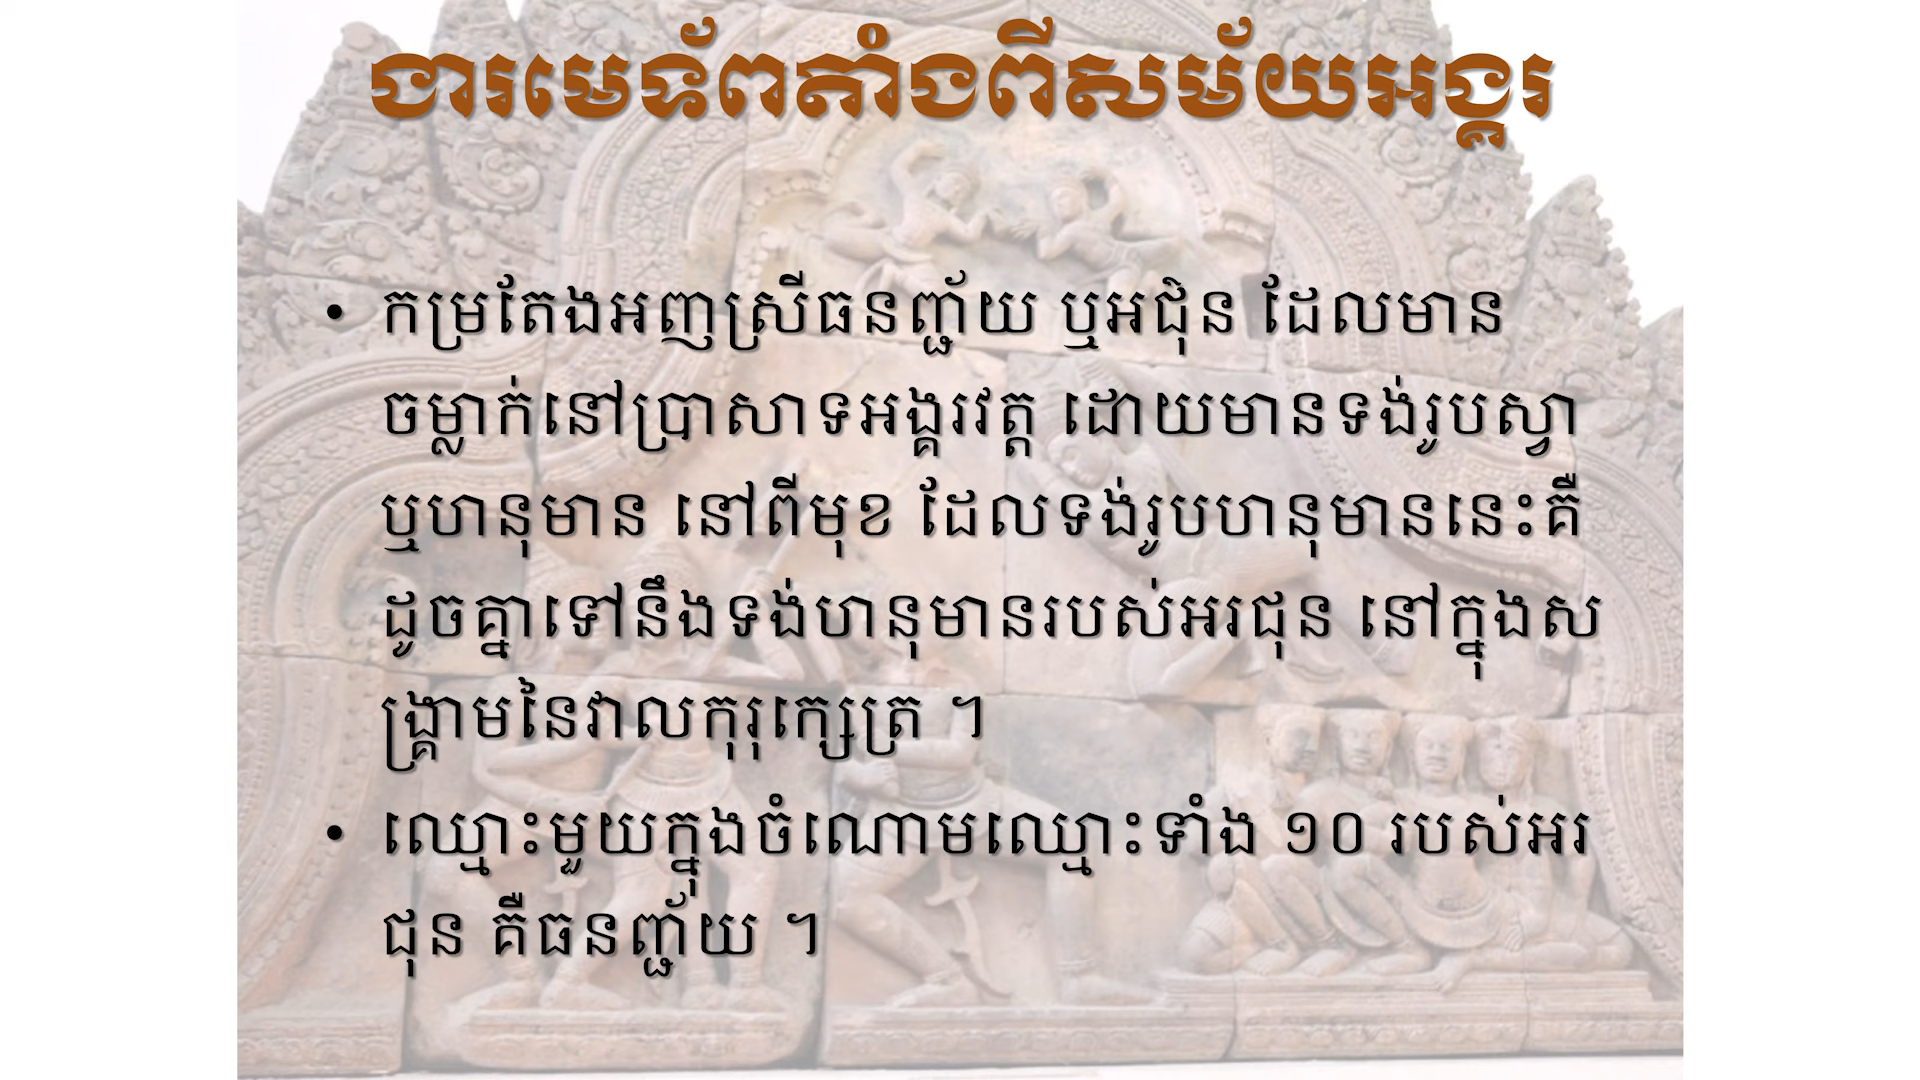 ងារមេទ័ពតាំងពីសម័យអង្គរ
• កម្រតែងអញស្រីធនញ្ជ័យ ឬអជ៌ុន ដែលមាន
ចម្លាក់នៅប្រាសាទអង្គរវត្ត ដោយមានទង់រូបស្វា
ឬហនុមាន នៅពីមុខ ដែលទង់រូបហនុមាននេះគឺ
ដូចគ្នាទៅនឹងទង់ហនុមានរបស់អរជុន នៅក្នុងស
ង្គ្រាមនៃវាលកុរុក្សេត្រ ។
• ឈ្មោះមួយក្នុងចំណោមឈ្មោះទាំង ១០ របស់អរ
ជុន គឺធនញ្ជ័យ ។